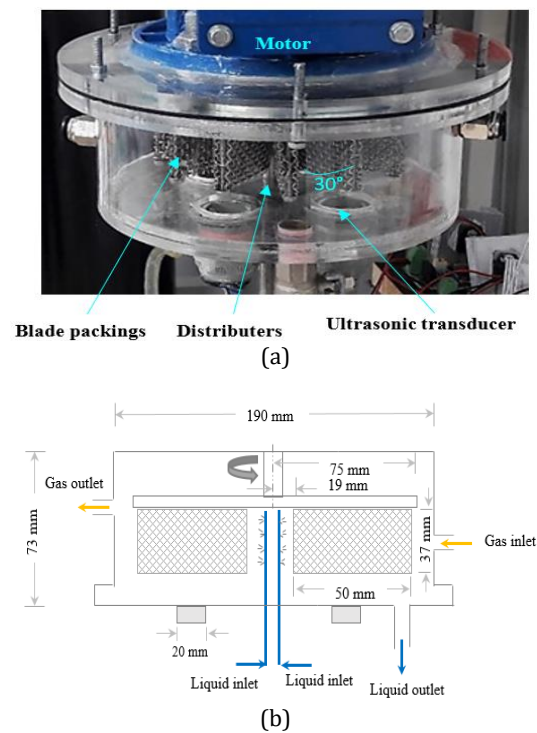 Motor
30°
Blade packings
Distributers
Ultrasonic transducer
(a)
190 mm
75 mm
19 mm
Gas outlet
73 mm
37 mm
Gas inlet
50 mm
20 mm
Liquid inlet
Liquid inlet
Liquid outlet
(b)